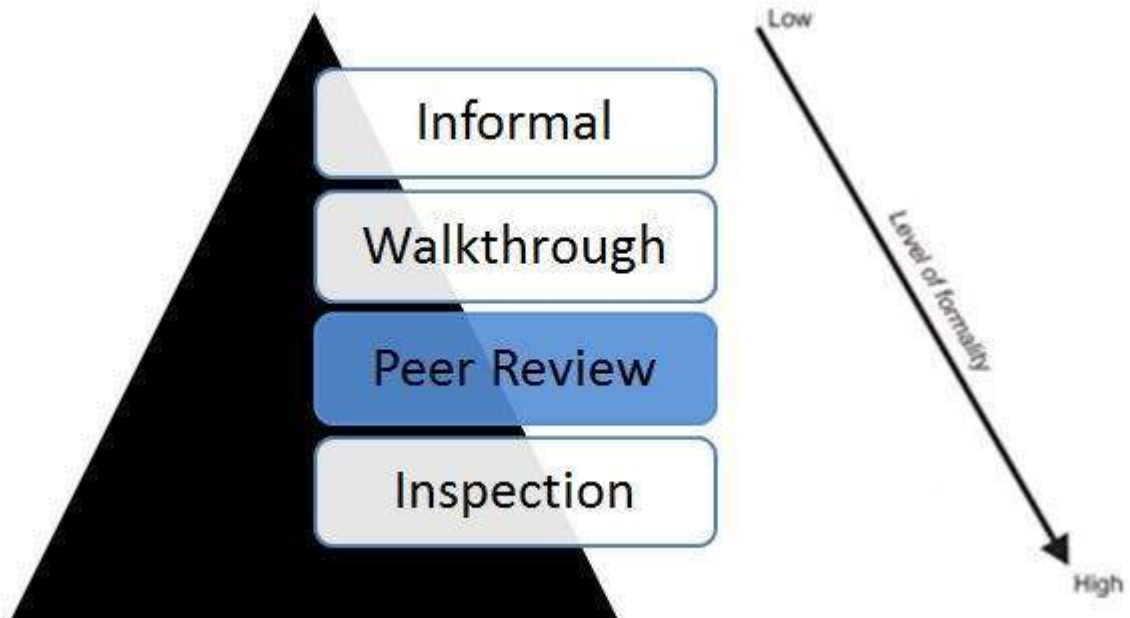 Low
Informal
Walkthrough
Level of formality
Peer Review
Inspection
High